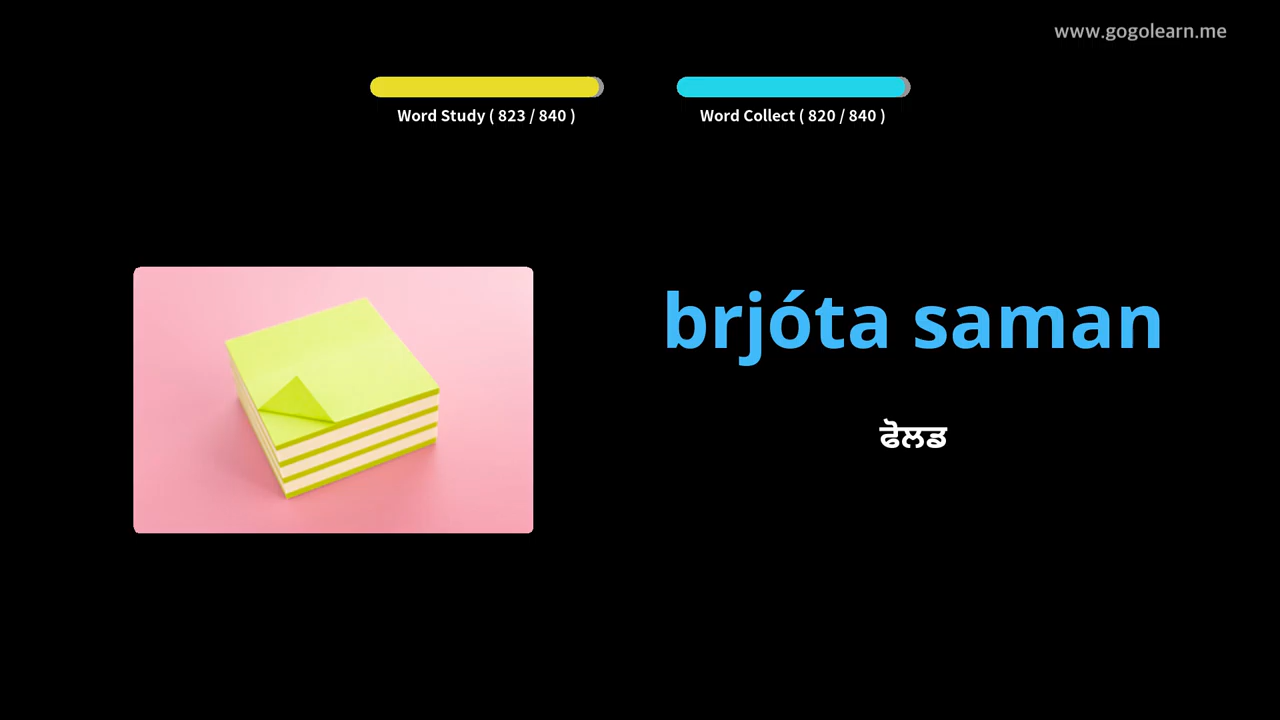 www.gogolearn.me
Word Study ( 823 / 840 )
Word Collect ( 820 / 840 )
brjóta saman
ਫੋਲਡ